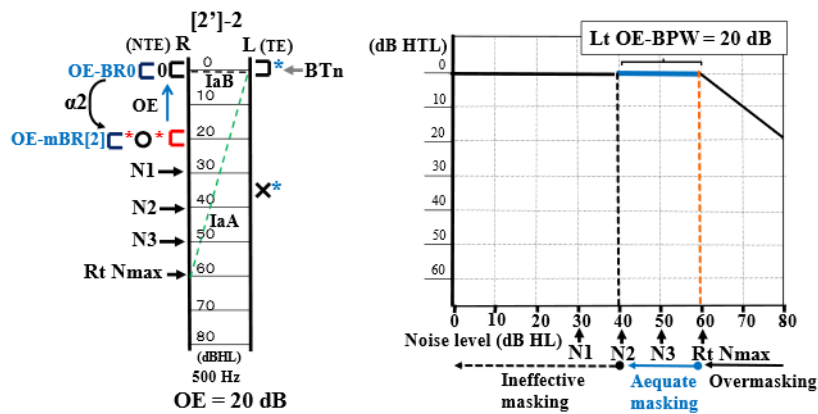 [2']-2
(NTE) R L (TE)
OE-BR0 0 0 * BTn
IaB
α2 OE 10
OE-mBR[2] * * 20
N1 30
*
N2 40
IaA
N3 50
Rt Nmax 60
70
80
(dBHL)
500 Hz
OE = 20 dB
Lt OE-BPW = 20 dB
(dB HTL)
0
10
20
30
40
50
60
0 10 20 30 40 50 60 70 80
Noise level (dB HL)
N1 N2 N3 Rt Nmax
Ineffective masking
Aequate masking
Overmasking